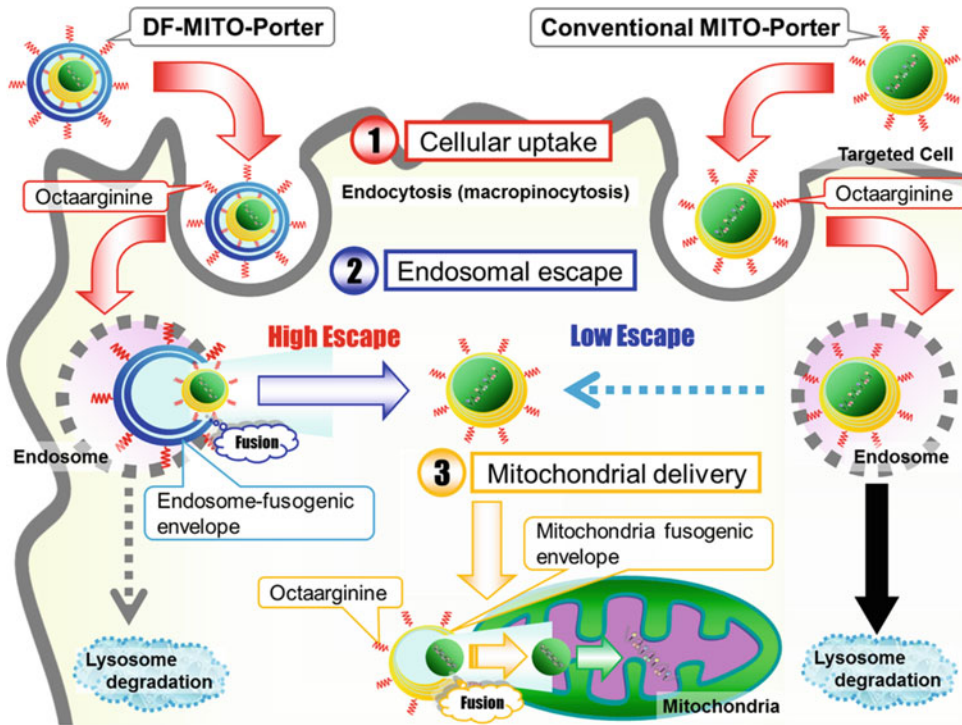 DF-MITO-Porter
Conventional MITO-Porter
1 Cellular uptake
Targeted Cell
Octaarginine
Endocytosis (macropinocytosis)
Octaarginine
2 Endosomal escape
High Escape
Low Escape
Fusion
Endosome
Endosome
3 Mitochondrial delivery
Endosome-fusogenic
envelope
Mitochondria fusogenic
envelope
Octaarginine
Lysosome
degradation
Fusion
Mitochondria
Lysosome
degradation